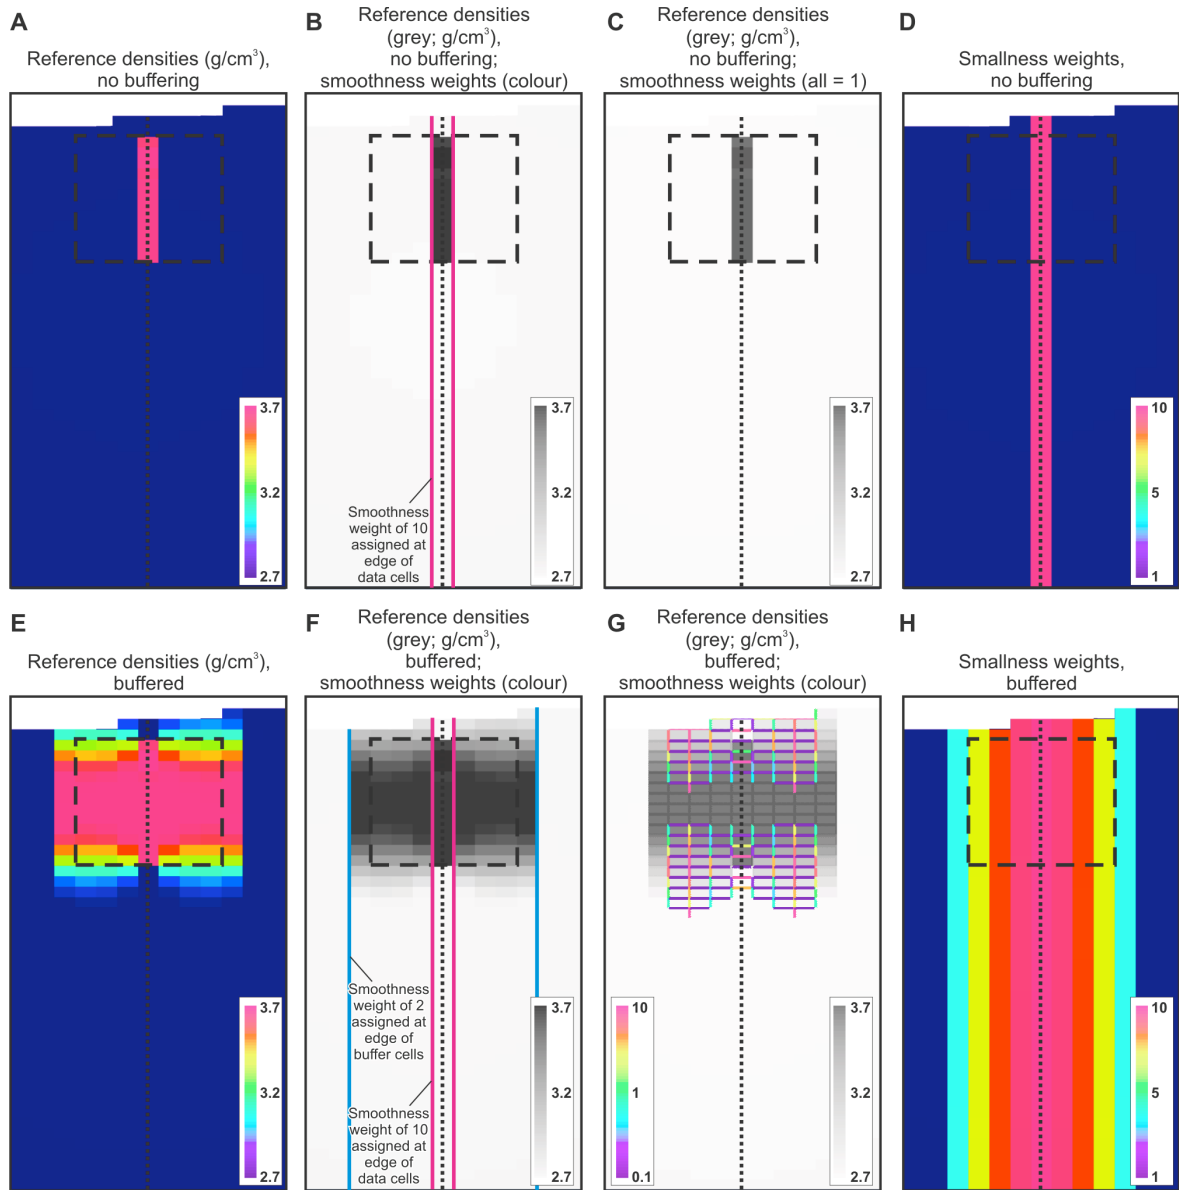 A
Reference densities (g/cm³),
no buffering
3.7
3.2
2.7
B
Reference densities
(grey; g/cm³),
no buffering;
smoothness weights (colour)
Smoothness
weight of 10
assigned at
edge of
data cells
3.7
3.2
2.7
C
Reference densities
(grey; g/cm³),
no buffering;
smoothness weights (all = 1)
3.7
3.2
2.7
D
Smallness weights,
no buffering
10
5
1
E
Reference densities (g/cm³),
buffered
3.7
3.2
2.7
F
Reference densities
(grey; g/cm³),
buffered;
smoothness weights (colour)
Smoothness
weight of 2
assigned at
edge of
buffer cells
Smoothness
weight of 10
assigned at
edge of
data cells
3.7
3.2
2.7
G
Reference densities
(grey; g/cm³),
buffered;
smoothness weights (colour)
10
1
0.1
3.7
3.2
2.7
H
Smallness weights,
buffered
10
5
1